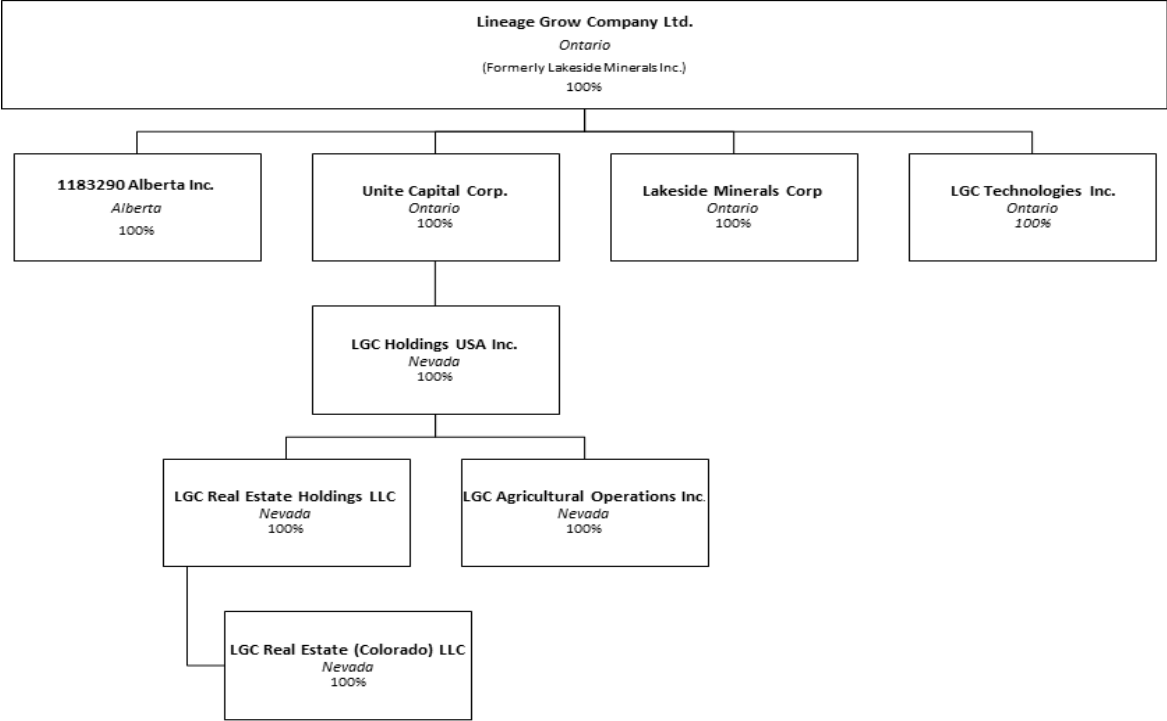 Lineage Grow Company Ltd.
Ontario
(Formerly Lakeside Minerals Inc.)
100%
1183290 Alberta Inc.
Alberta
100%
Unite Capital Corp.
Ontario
100%
Lakeside Minerals Corp
Ontario
100%
LGC Technologies Inc.
Ontario
100%
LGC Holdings USA Inc.
Nevada
100%
LGC Real Estate Holdings LLC
Nevada
100%
LGC Agricultural Operations Inc.
Nevada
100%
LGC Real Estate (Colorado) LLC
Nevada
100%